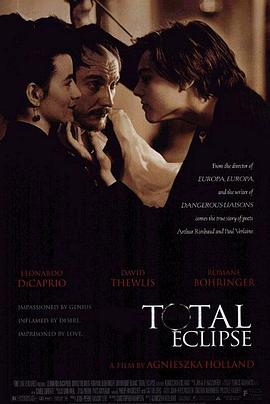 From the director of
EUROPA, EUROPA,
and the writer of
DANGEROUS LIAISONS
comes the true story of poets
Arthur Rimbaud and Paul Verlaine.
LEONARDO
DiCAPRIO
DAVID
THEWLIS
ROMANE
BOHRINGER
IMPASSIONED BY GENIUS.
INFLAMED BY DESIRE.
IMPRISONED BY LOVE.
TOTAL
ECLIPSE
A FILM BY AGNIESZKA HOLLAND